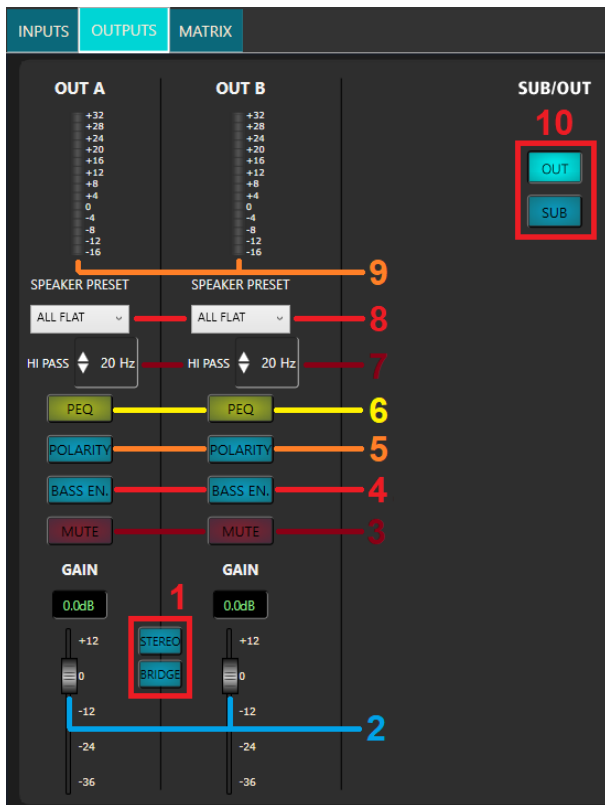 INPUTS OUTPUTS MATRIX
OUT A OUT B SUB/OUT
10
+32 +32
+28 +28
+24 +24
+20 +20
+16 +16
+12 +12
+8 +8
+4 +4
0 0
-4 -4
-8 -8
-12 -12
-16 -16
OUT
SUB
9
SPEAKER PRESET SPEAKER PRESET
ALL FLAT ALL FLAT 8
HI PASS 20 Hz HI PASS 20 Hz 7
PEQ PEQ 6
POLARITY POLARITY 5
BASS EN. BASS EN. 4
MUTE MUTE 3
GAIN GAIN
0.0dB 1 0.0dB
+12 STEREO +12
0 BRIDGE 0
-12 -12
2
-24 -24
-36 -36